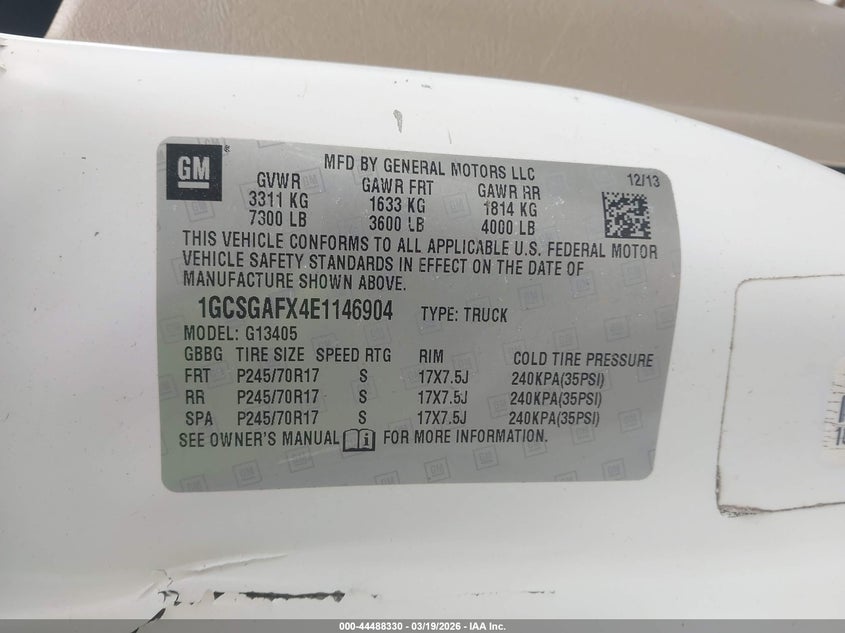 GM
MFD BY GENERAL MOTORS LLC
12/13
GVWR GAWR FRT GAWR RR
3311 KG 1633 KG 1814 KG
7300 LB 3600 LB 4000 LB
THIS VEHICLE CONFORMS TO ALL APPLICABLE U.S. FEDERAL MOTOR
VEHICLE SAFETY STANDARDS IN EFFECT ON THE DATE OF
MANUFACTURE SHOWN ABOVE.
1GCSGAFX4E1146904 TYPE: TRUCK
MODEL: G13405
GBBG TIRE SIZE SPEED RTG RIM COLD TIRE PRESSURE
FRT P245/70R17 S 17X7.5J 240KPA(35PSI)
RR P245/70R17 S 17X7.5J 240KPA(35PSI)
SPA P245/70R17 S 17X7.5J 240KPA(35PSI)
SEE OWNER'S MANUAL FOR MORE INFORMATION.
000-44488330 - 03/19/2026 - IAA Inc.